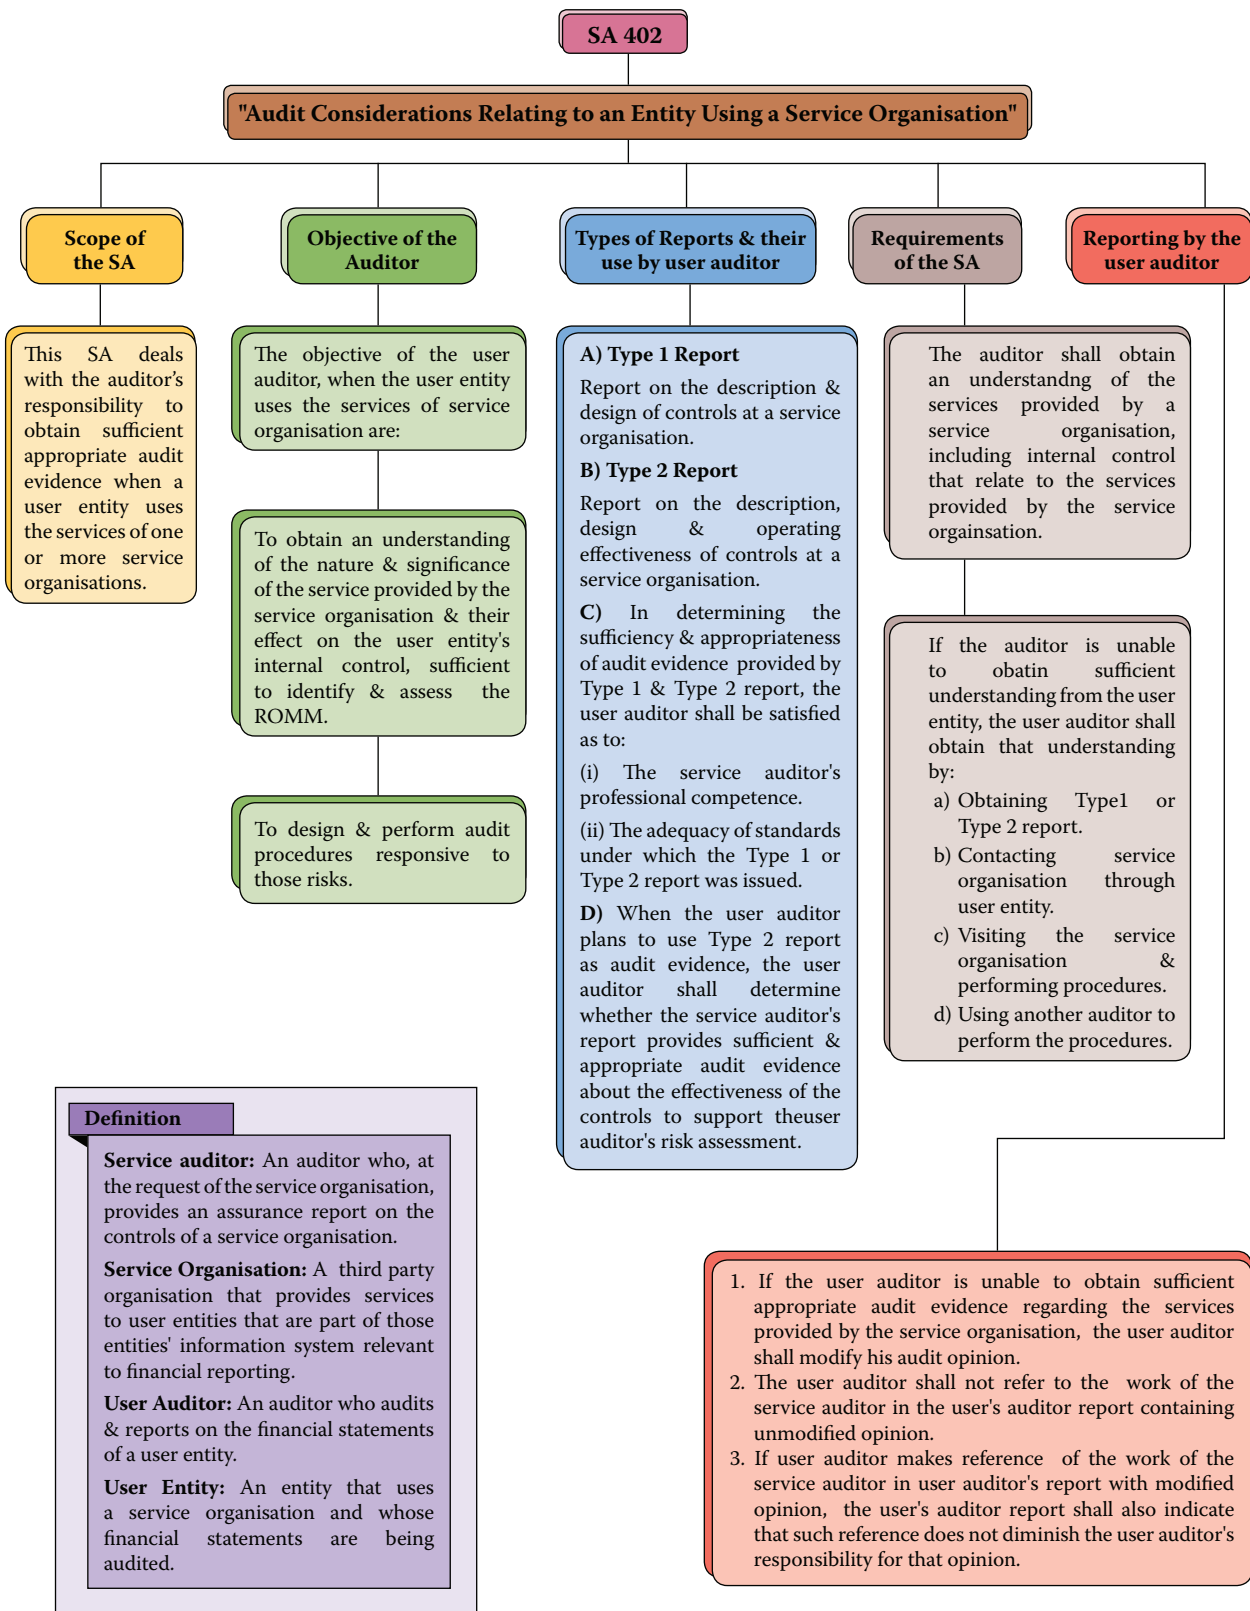 SA 402
"Audit Considerations Relating to an Entity Using a Service Organisation"
Scope of
the SA
This SA deals
with the auditor's
responsibility to
obtain sufficient
appropriate audit
evidence when a
user entity uses
the services of one
or more service
organisations.
Objective of the
Auditor
The objective of the user
auditor, when the user entity
uses the services of service
organisation are:
To obtain an understanding
of the nature & significance
of the service provided by the
service organisation & their
effect on the user entity's
internal control, sufficient
to identify & assess the
ROMM.
To design & perform audit
procedures responsive to
those risks.
Types of Reports & their
use by user auditor
A) Type 1 Report
Report on the description &
design of controls at a service
organisation.
B) Type 2 Report
Report on the description,
design & operating
effectiveness of controls at a
service organisation.
C) In determining the
sufficiency & appropriateness
of audit evidence provided by
Type 1 & Type 2 report, the
user auditor shall be satisfied
as to:
(i) The service auditor's
professional competence.
(ii) The adequacy of standards
under which the Type 1 or
Type 2 report was issued.
D) When the user auditor
plans to use Type 2 report
as audit evidence, the user
auditor shall determine
whether the service auditor's
report provides sufficient &
appropriate audit evidence
about the effectiveness of the
controls to support theuser
auditor's risk assessment.
Requirements
of the SA
The auditor shall obtain
an understandng of the
services provided by a
service organisation,
including internal control
that relate to the services
provided by the service
orgainsation.
If the auditor is unable
to obatin sufficient
understanding from the user
entity, the user auditor shall
obtain that understanding
by:
a) Obtaining Type1 or
Type 2 report.
b) Contacting service
organisation through
user entity.
c) Visiting the service
organisation &
performing procedures.
d) Using another auditor to
perform the procedures.
Reporting by the
user auditor
1. If the user auditor is unable to obtain sufficient
appropriate audit evidence regarding the services
provided by the service organisation, the user auditor
shall modify his audit opinion.
2. The user auditor shall not refer to the work of the
service auditor in the user's auditor report containing
unmodified opinion.
3. If user auditor makes reference of the work of the
service auditor in user auditor's report with modified
opinion, the user's auditor report shall also indicate
that such reference does not diminish the user auditor's
responsibility for that opinion.
Definition
Service auditor: An auditor who, at
the request of the service organisation,
provides an assurance report on the
controls of a service organisation.
Service Organisation: A third party
organisation that provides services
to user entities that are part of those
entities' information system relevant
to financial reporting.
User Auditor: An auditor who audits
& reports on the financial statements
of a user entity.
User Entity: An entity that uses
a service organisation and whose
financial statements are being
audited.